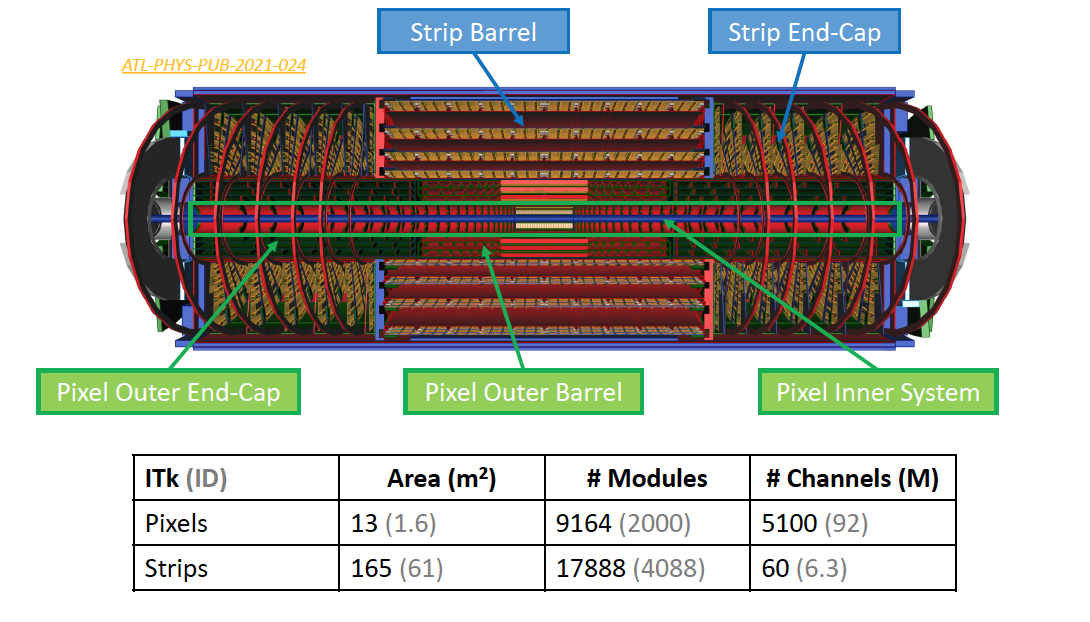 Strip Barrel
Strip End-Cap
ATL-PHYS-PUB-2021-024
Pixel Outer End-Cap
Pixel Outer Barrel
Pixel Inner System
ITk (ID) Area (m²) # Modules # Channels (M)
Pixels 13 (1.6) 9164 (2000) 5100 (92)
Strips 165 (61) 17888 (4088) 60 (6.3)